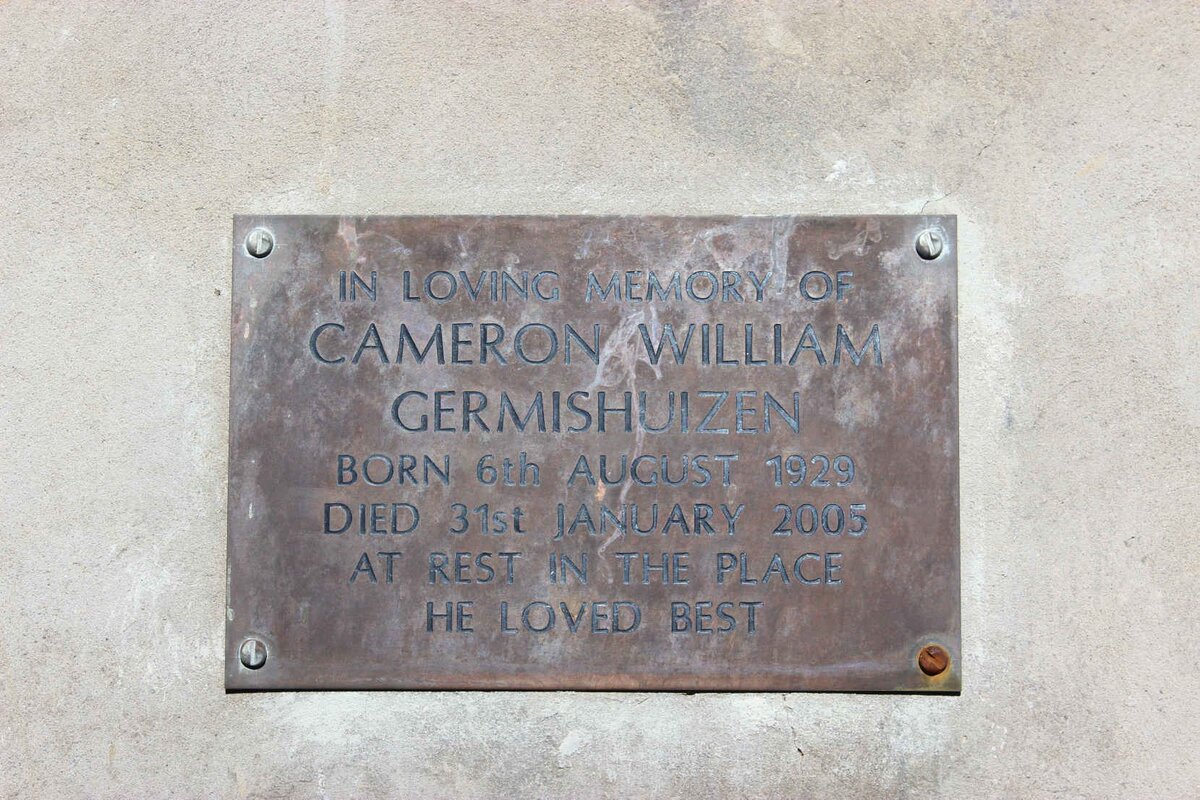 IN LOVING MEMORY OF
CAMERON WILLIAM
GERMISHUIZEN
BORN 6th AUGUST 1929
DIED 31st JANUARY 2005
AT REST IN THE PLACE
HE LOVED BEST